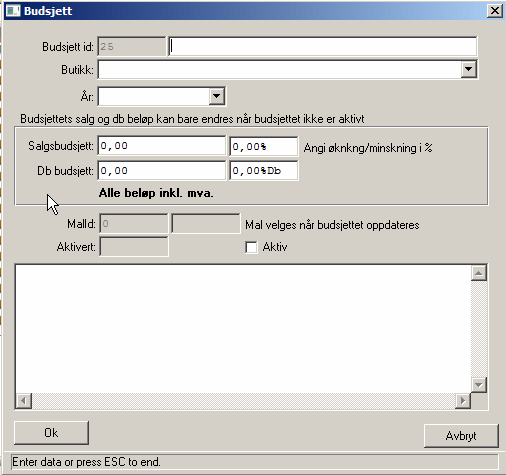 Budsjett
Budsjett id: 25
Butikk:
År:
Budsjettets salg og db beløp kan bare endres når budsjettet ikke er aktivt
Salgsbudsjett: 0,00 0,00% Angi øknkng/minskning i %
Db budsjett: 0,00 0,00%Db
Alle beløp inkl. mva.
MalId: 0 Mal velges når budsjettet oppdateres
Aktivert: Aktiv
Ok Avbryt
Enter data or press ESC to end.